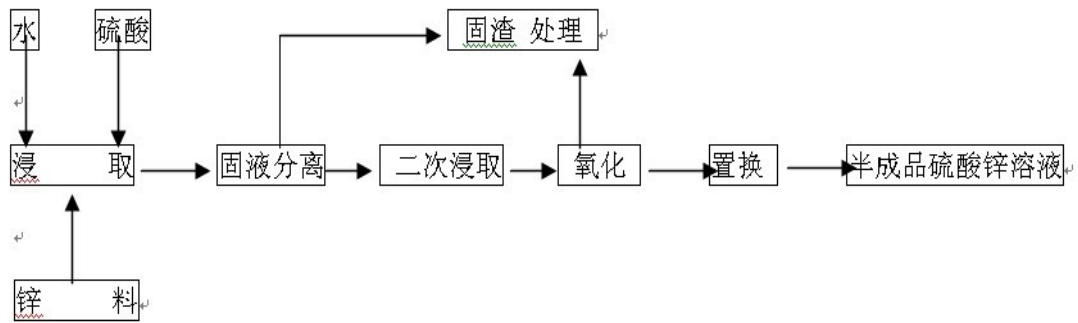 水
硫酸
固渣 处理
浸 取
固液分离
二次浸取
氧化
置换
半成品硫酸锌溶液
锌 料